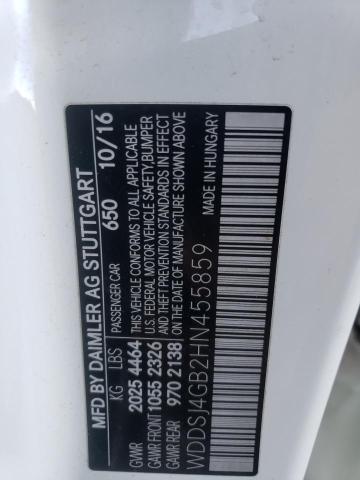 MFD BY DAIMLER AG STUTTGART
PASSENGER CAR 650 10/16
KG LBS
GVWR 2025 4464
GAWR FRONT 1055 2326
GAWR REAR 970 2138
THIS VEHICLE CONFORMS TO ALL APPLICABLE
U.S. FEDERAL MOTOR VEHICLE SAFETY, BUMPER
AND THEFT PREVENTION STANDARDS IN EFFECT
ON THE DATE OF MANUFACTURE SHOWN ABOVE
WDDSJ4GB2HN455859
MADE IN HUNGARY